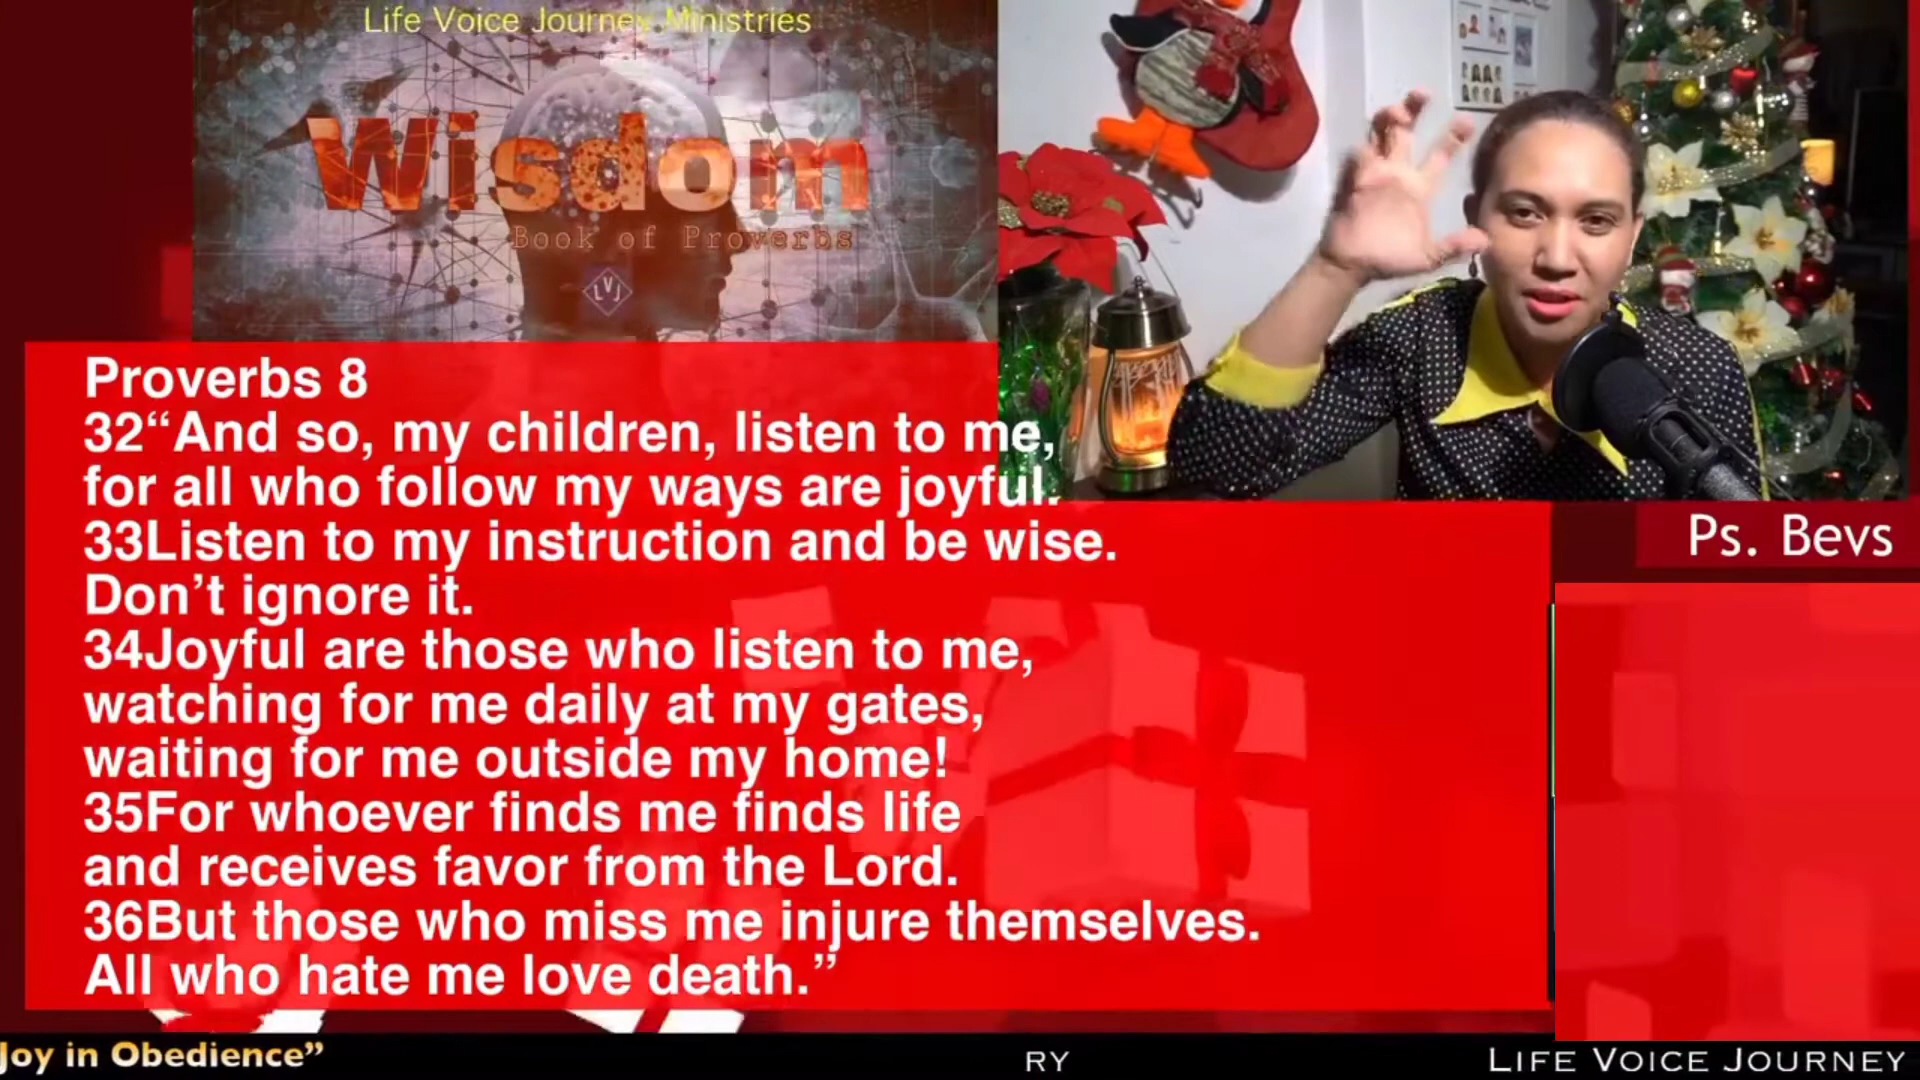 Life Voice Journey Ministries
Wisdom
Book of Proverbs
LVJ
Proverbs 8
32“And so, my children, listen to me,
for all who follow my ways are joyful.
33Listen to my instruction and be wise.
Don’t ignore it.
34Joyful are those who listen to me,
watching for me daily at my gates,
waiting for me outside my home!
35For whoever finds me finds life
and receives favor from the Lord.
36But those who miss me injure themselves.
All who hate me love death.”
Ps. Bevs
Joy in Obedience”
RY
LIFE VOICE JOURNEY